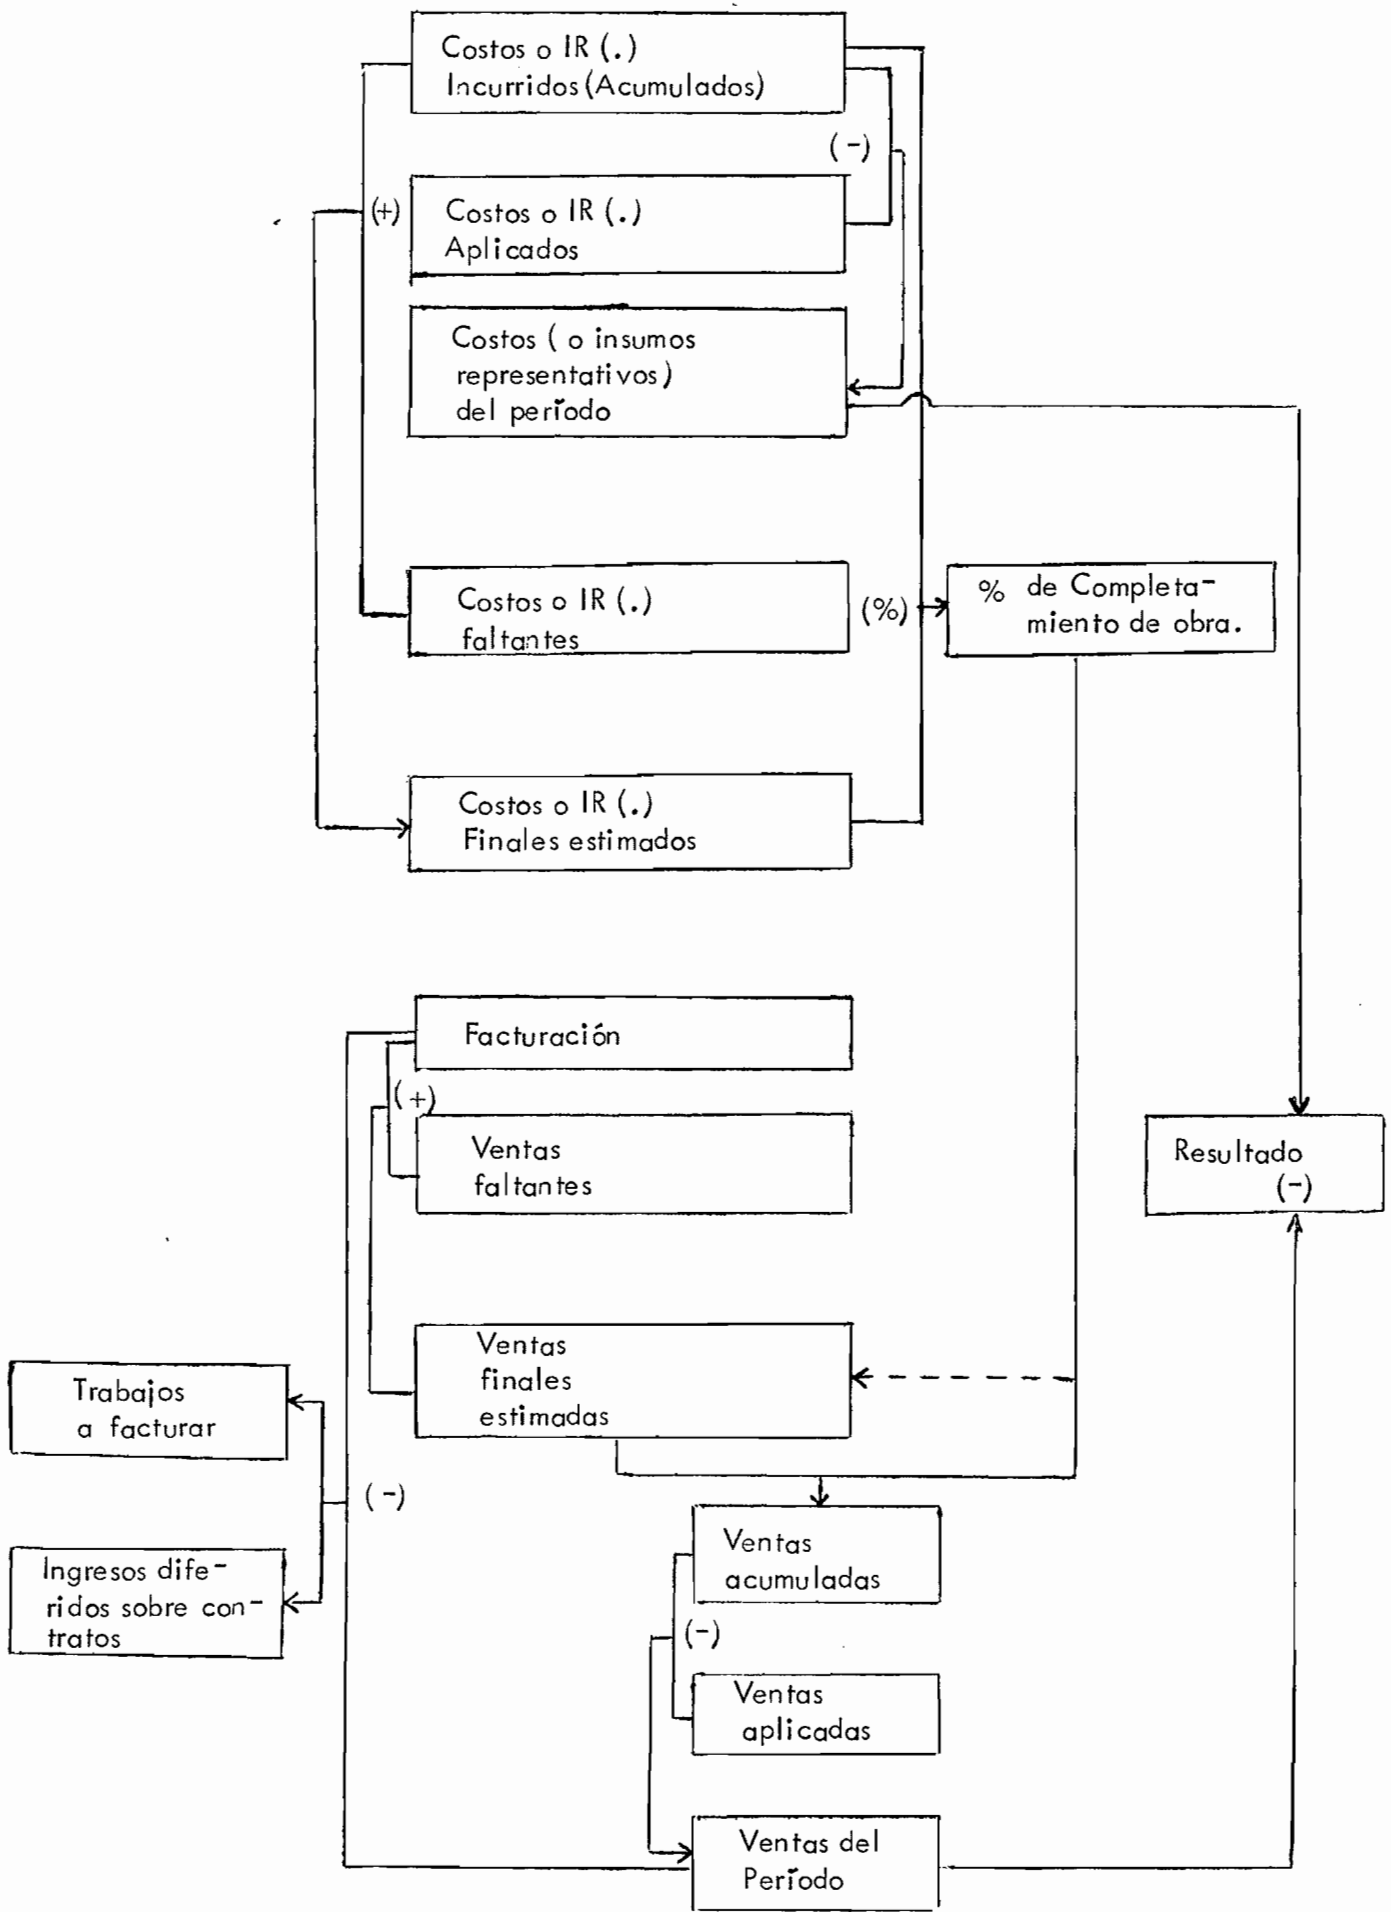 Costos o IR (.)
Incurridos (Acumulados)
(-)
(+)
Costos o IR (.)
Aplicados
Costos ( o insumos
representativos)
del período
Costos o IR (.)
faltantes
(%)
% de Completa-
miento de obra.
Costos o IR (.)
Finales estimados
Facturación
(+)
Ventas
faltantes
Resultado
(-)
Ventas
finales
estimadas
Trabajos
a facturar
(-)
Ingresos dife-
ridos sobre con-
tratos
Ventas
acumuladas
(-)
Ventas
aplicadas
Ventas del
Período